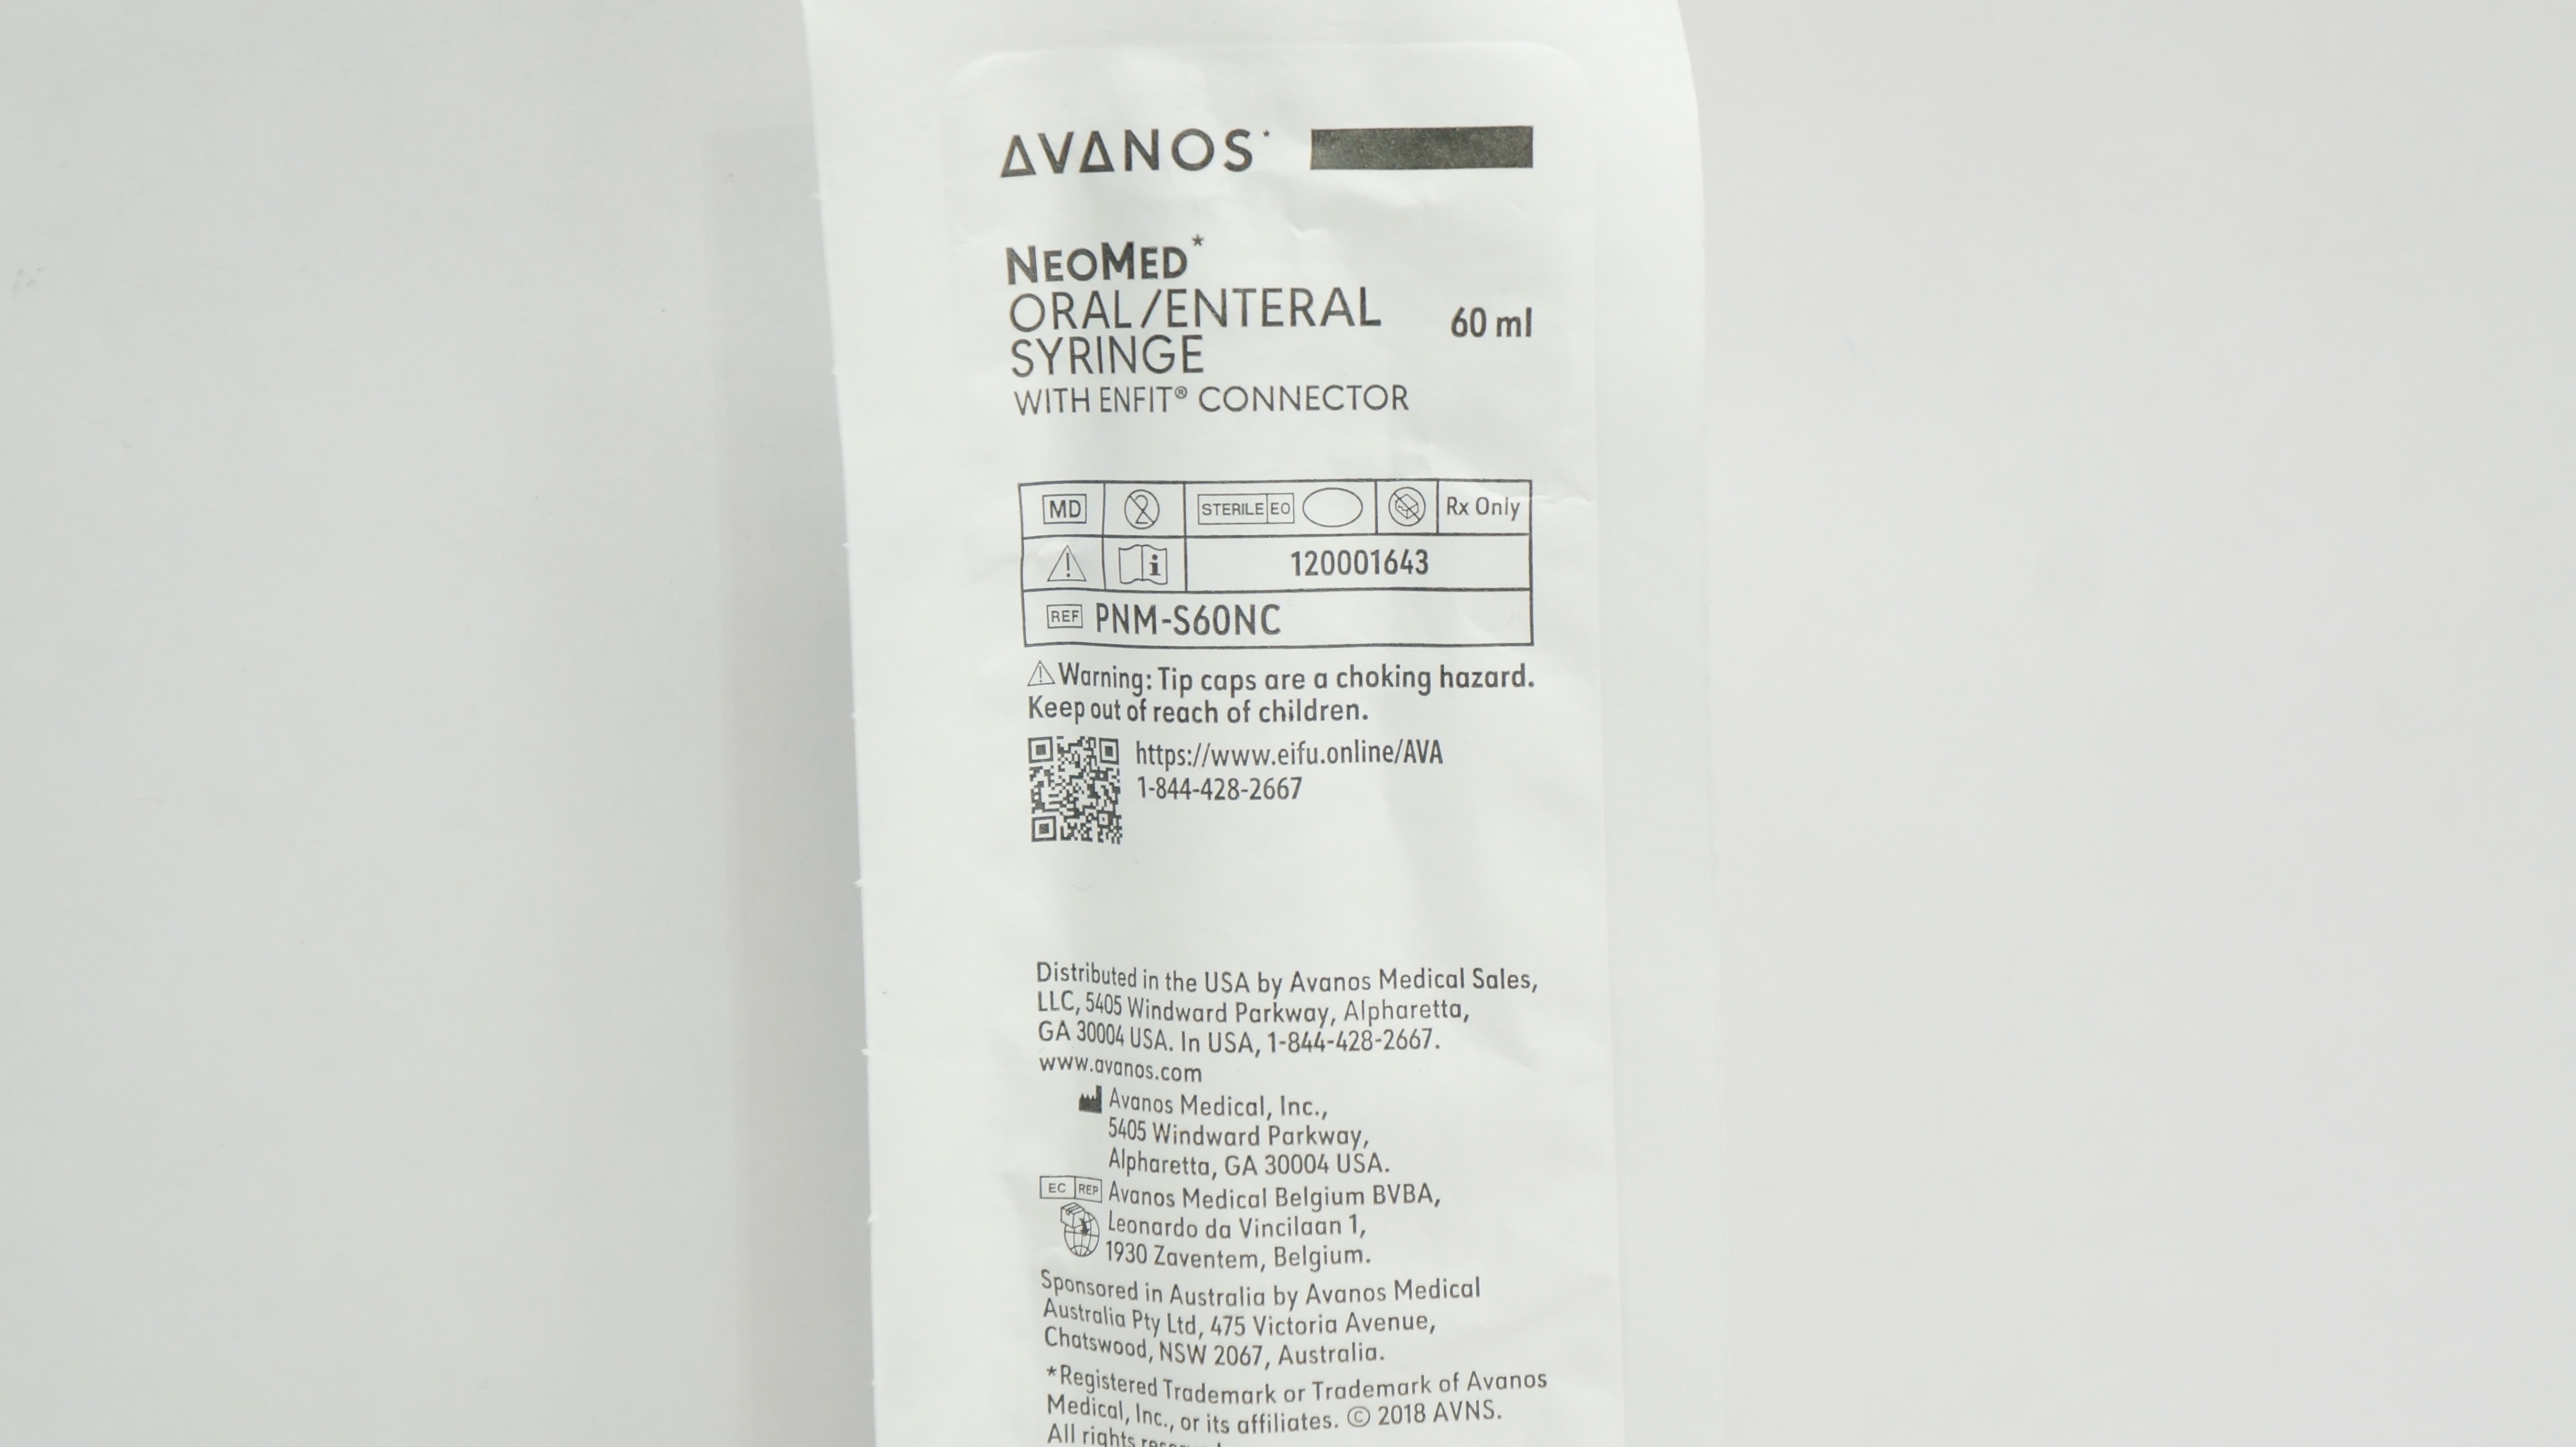 AVANOS*
NEOMED*
ORAL/ENTERAL
SYRINGE
60 ml
WITH ENFIT® CONNECTOR
MD
2
STERILE EO
Rx Only
120001643
REF PNM-S60NC
Warning: Tip caps are a choking hazard.
Keep out of reach of children.
https://www.eifu.online/AVA
1-844-428-2667
Distributed in the USA by Avanos Medical Sales,
LLC, 5405 Windward Parkway, Alpharetta,
GA 30004 USA. In USA, 1-844-428-2667.
www.avanos.com
Avanos Medical, Inc.,
5405 Windward Parkway,
Alpharetta, GA 30004 USA.
EC REP Avanos Medical Belgium BVBA,
Leonardo da Vincilaan 1,
1930 Zaventem, Belgium.
Sponsored in Australia by Avanos Medical
Australia Pty Ltd, 475 Victoria Avenue,
Chatswood, NSW 2067, Australia.
*Registered Trademark or Trademark of Avanos
Medical, Inc., or its affiliates. © 2018 AVNS.
All rights